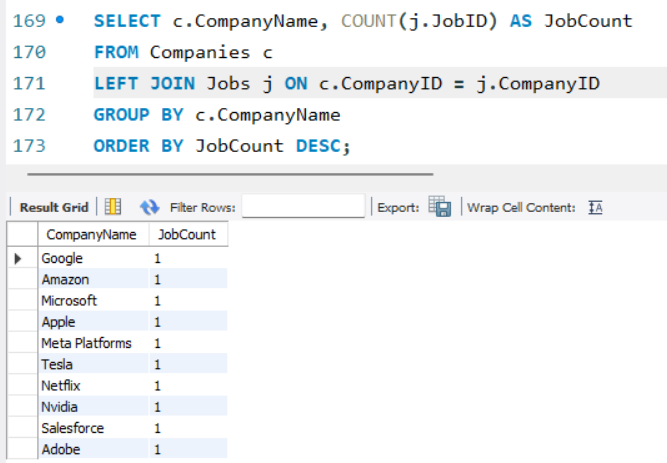 169 SELECT c.CompanyName, COUNT(j.JobID) AS JobCount
170 FROM Companies c
171 LEFT JOIN Jobs j ON c.CompanyID = j.CompanyID
172 GROUP BY c.CompanyName
173 ORDER BY JobCount DESC;
Result Grid Filter Rows: Export: Wrap Cell Content: IA
CompanyName JobCount
Google 1
Amazon 1
Microsoft 1
Apple 1
Meta Platforms 1
Tesla 1
Netflix 1
Nvidia 1
Salesforce 1
Adobe 1